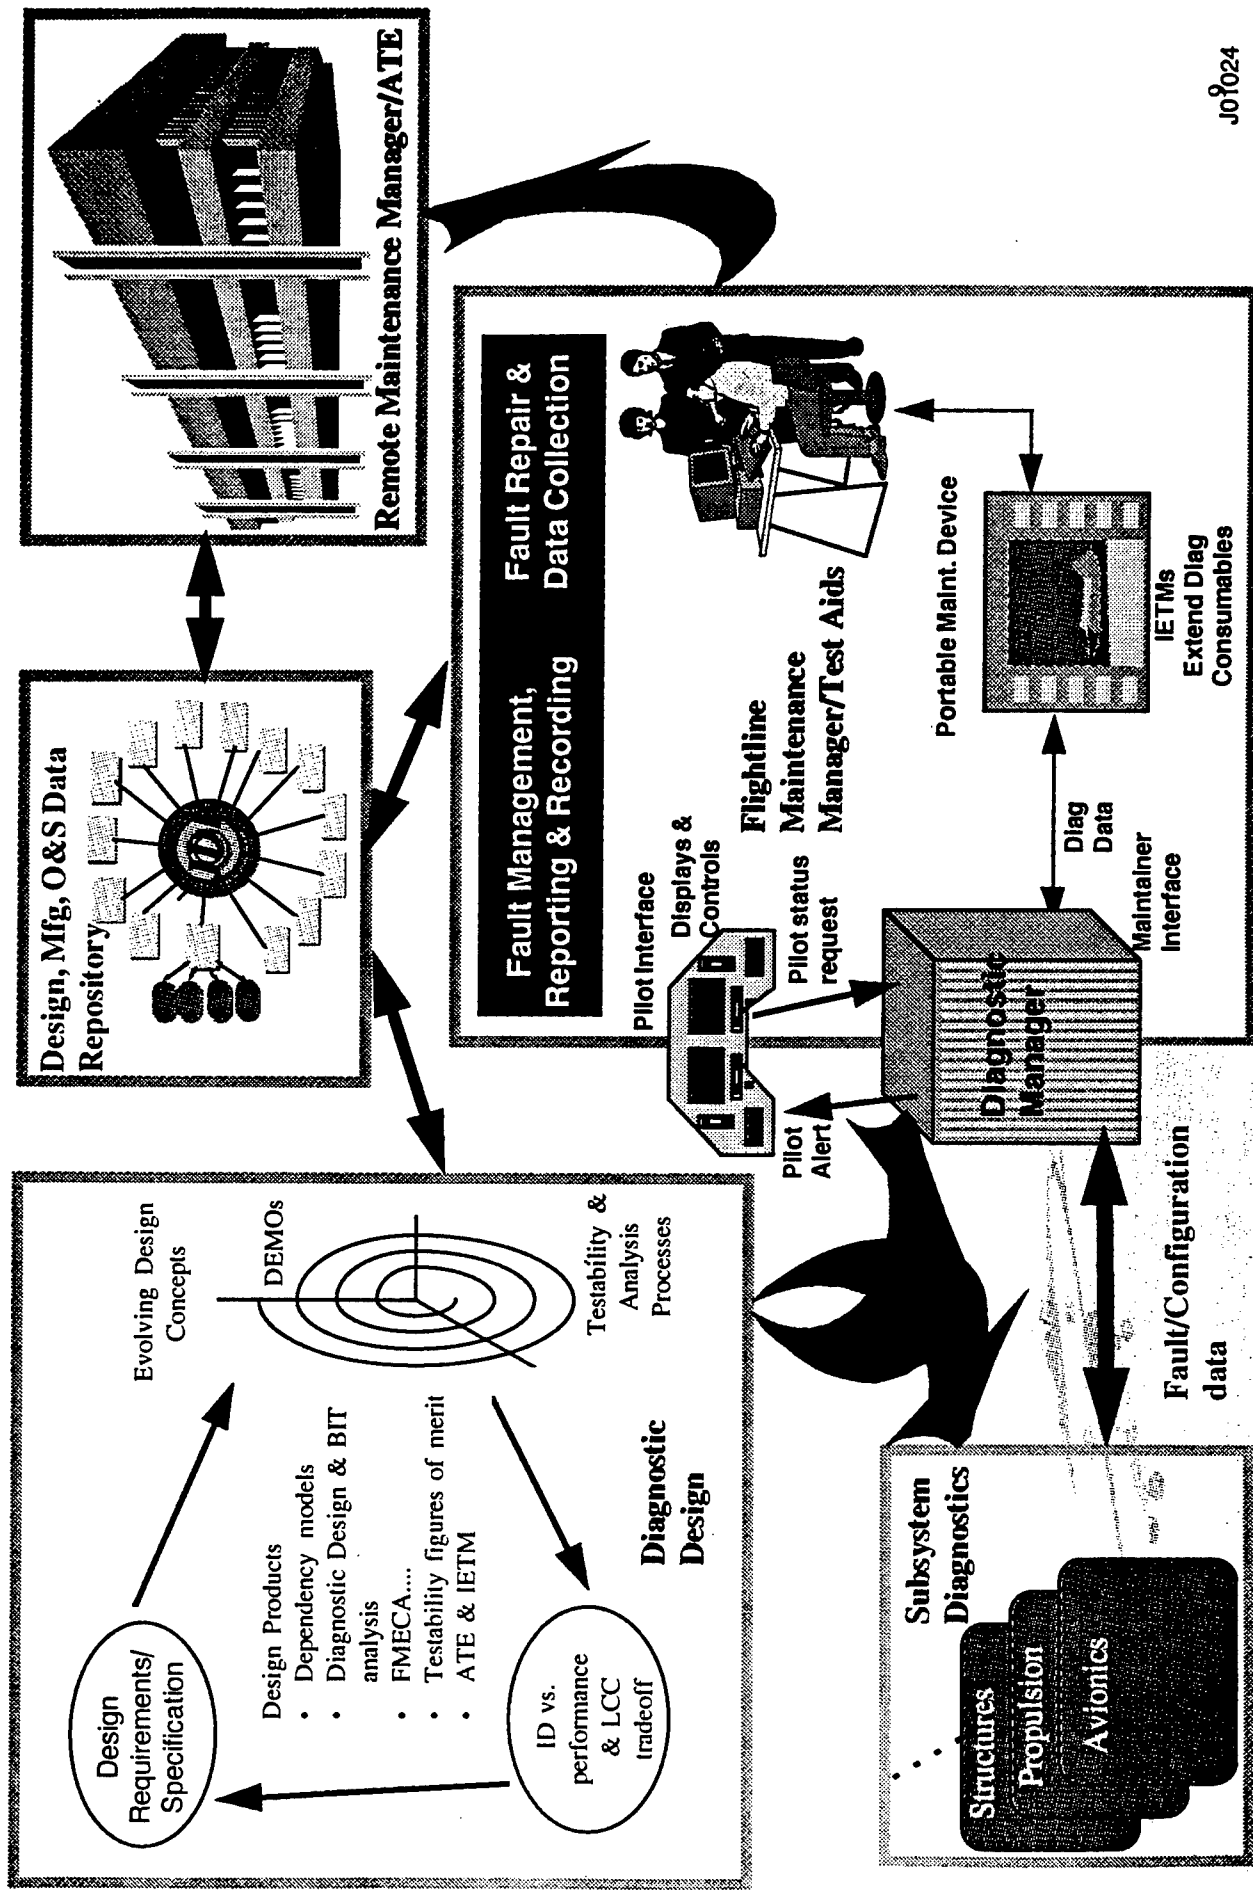 Design
Requirements/
Specification
Evolving Design
Concepts
DEMOs
Design Products
• Dependency models
• Diagnostic Design & BIT
analysis
• FMECA....
• Testability figures of merit
• ATE & IETM
Testability &
Analysis
Processes
ID vs.
performance
& LCC
tradeoff
Diagnostic
Design
Design, Mfg, O&S Data
Repository
ID
Remote Maintenance Manager/ATE
Fault Management,
Reporting & Recording
Fault Repair &
Data Collection
Pilot Interface
Displays &
Controls
Pilot status
request
Pilot
Alert
Flightline
Maintenance
Manager/Test Aids
Diagnostic
Manager
Diag
Data
Maintainer
Interface
Portable Maint. Device
IETMs
Extend Diag
Consumables
Subsystem
Diagnostics
Structures
Propulsion
Avionics
Fault/Configuration
data